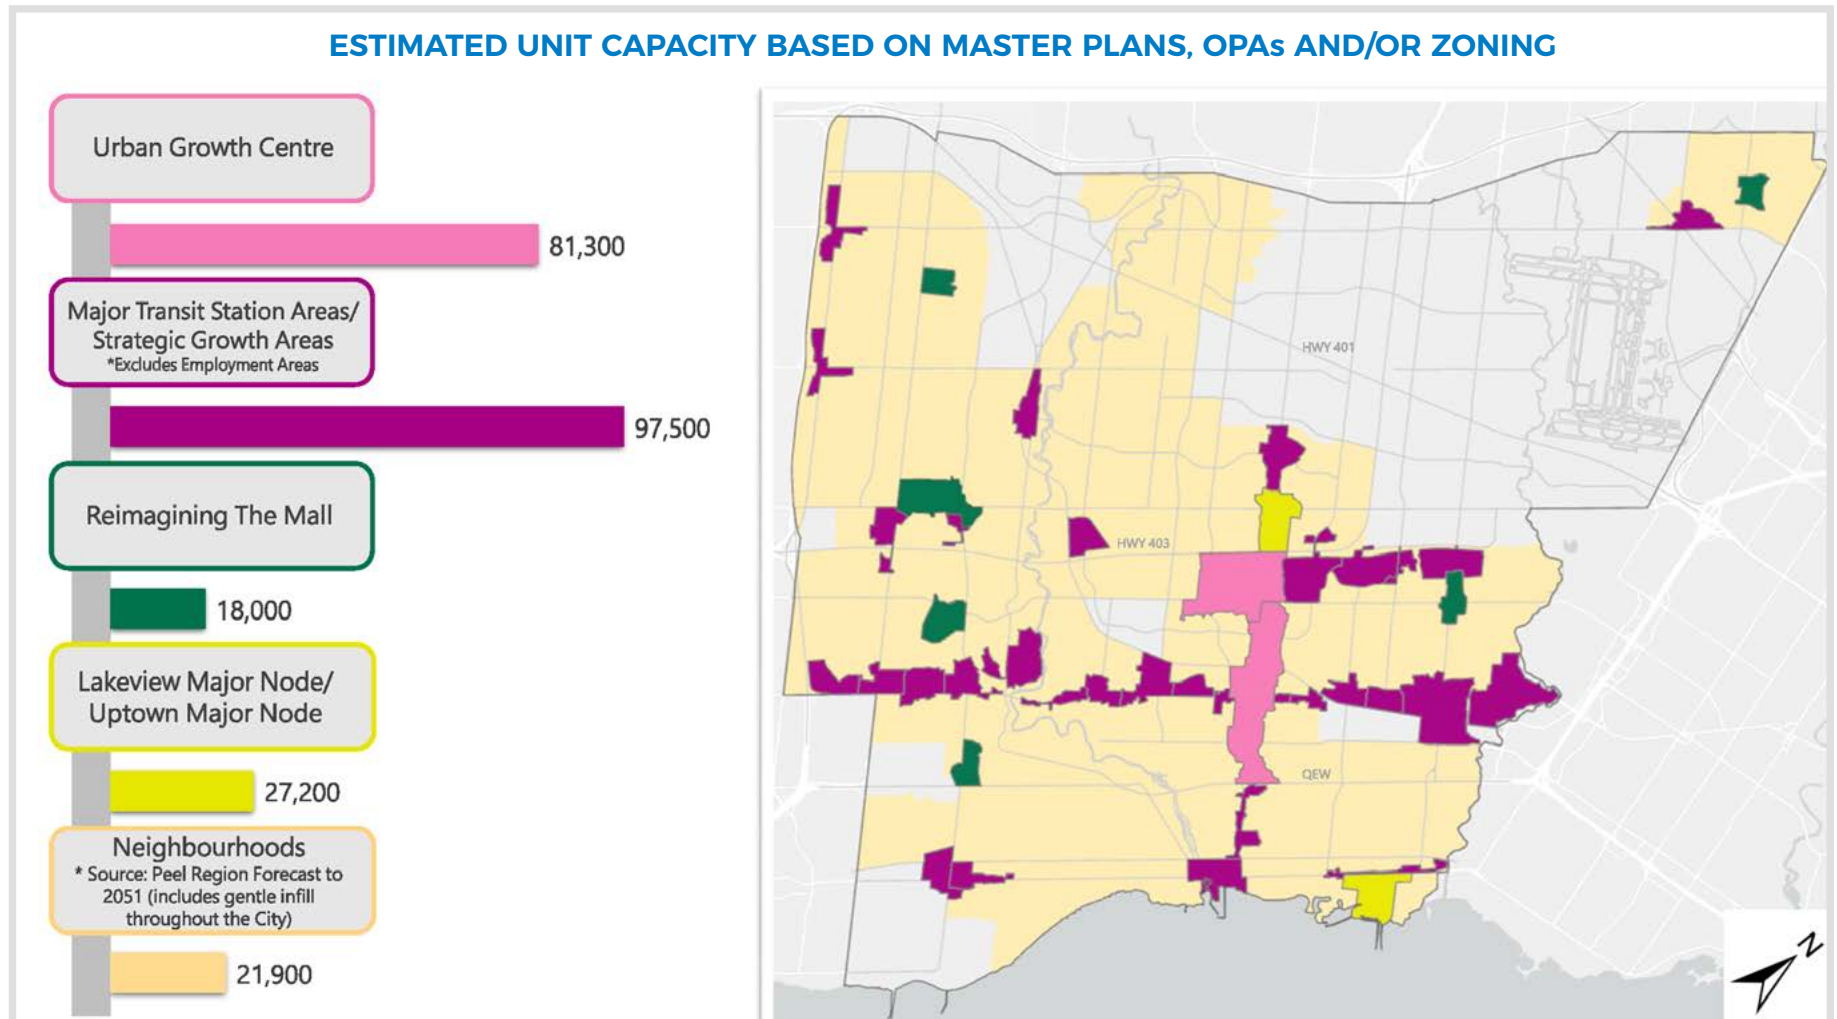 ESTIMATED UNIT CAPACITY BASED ON MASTER PLANS, OPAs AND/OR ZONING
Urban Growth Centre
81,300
Major Transit Station Areas/
Strategic Growth Areas
*Excludes Employment Areas
97,500
Reimagining The Mall
18,000
Lakeview Major Node/
Uptown Major Node
27,200
Neighbourhoods
* Source: Peel Region Forecast to
2051 (includes gentle infill
throughout the City)
21,900
HWY 401
HWY 403
QEW
N